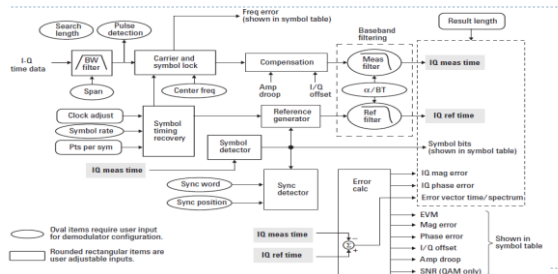 Freq error
(shown in symbol table)
Search
length
Pulse
detection
Baseband
filtering
Result length
I-Q
time data
BW
filter
Carrier and
symbol lock
Compensation
Meas
filter
IQ meas time
Span
Center freq
Amp
droop
I/Q
offset
α/BT
Clock adjust
Symbol rate
Pts per sym
Symbol
timing
recovery
Reference
generator
Ref
filter
IQ ref time
IQ meas time
Symbol
detector
Symbol bits
(shown in symbol table)
Sync word
Sync position
Sync
detector
Error
calc
IQ mag error
IQ phase error
Error vector time/spectrum
Oval items require user input
for demodulator configuration.
Rounded rectangular items are
user adjustable inputs.
IQ meas time
IQ ref time
Σ
EVM
Mag error
Phase error
I/Q offset
Amp droop
SNR (QAM only)
Shown in
symbol table